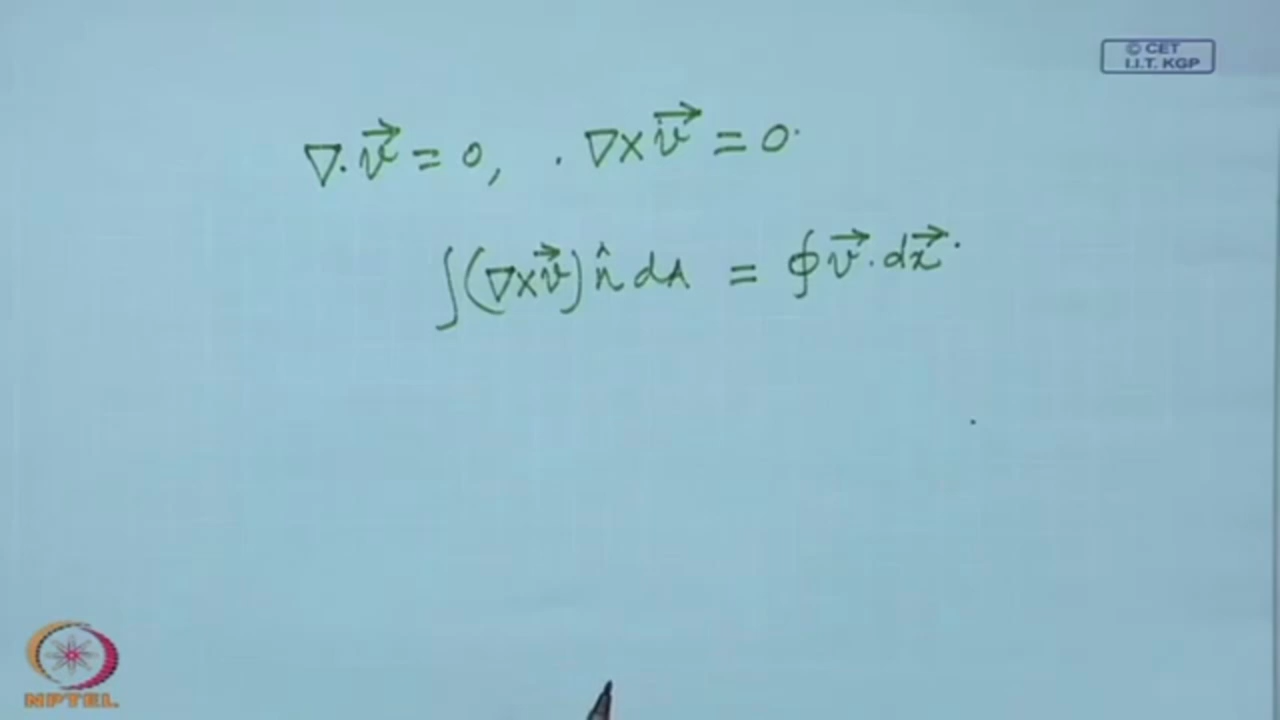 © CET
I.I.T. KGP
∇·v⃗ = 0, · ∇×v⃗ = 0·
∫(∇×v⃗) n̂ dA = ∮ v⃗ · dx⃗ ·
NPTEL